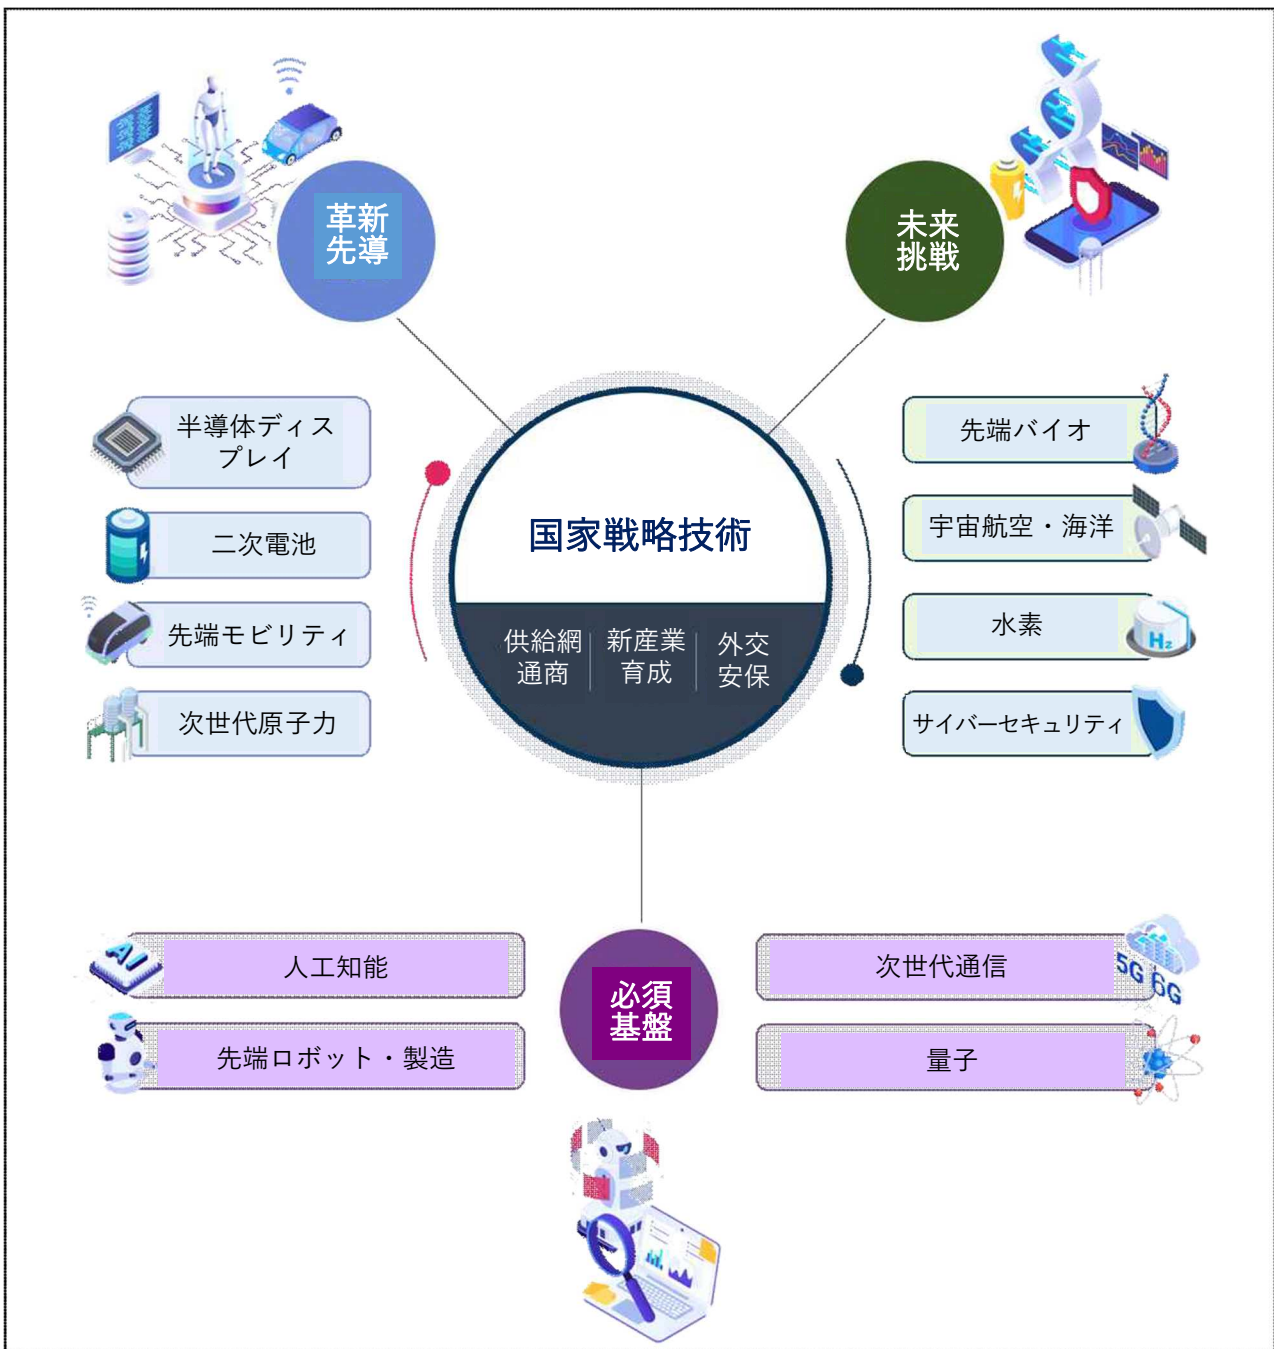 革新
先導
未来
挑戦
半導体ディス
プレイ
二次電池
先端モビリティ
次世代原子力
国家戦略技術
供給網
通商
新産業
育成
外交
安保
先端バイオ
宇宙航空・海洋
水素
H2
サイバーセキュリティ
必須
基盤
AI
人工知能
先端ロボット・製造
次世代通信
5G 6G
量子